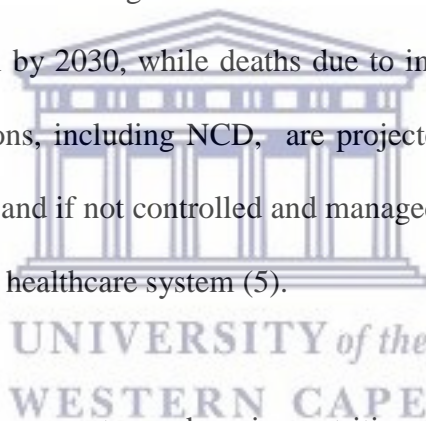 by 2030, while deaths due to in
ons, including NCD, are projecte
and if not controlled and managed
healthcare system (5).
UNIVERSITY of the
WESTERN CAPE